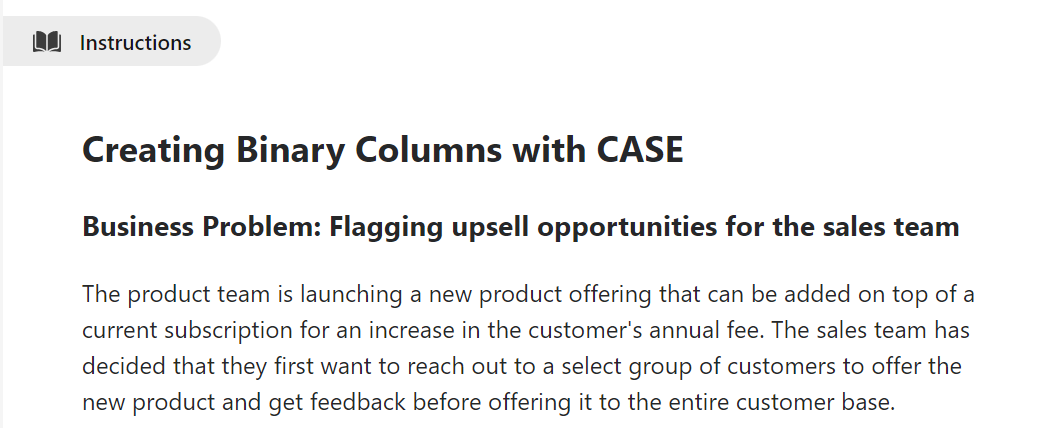 Instructions
Creating Binary Columns with CASE
Business Problem: Flagging upsell opportunities for the sales team
The product team is launching a new product offering that can be added on top of a
current subscription for an increase in the customer's annual fee. The sales team has
decided that they first want to reach out to a select group of customers to offer the
new product and get feedback before offering it to the entire customer base.